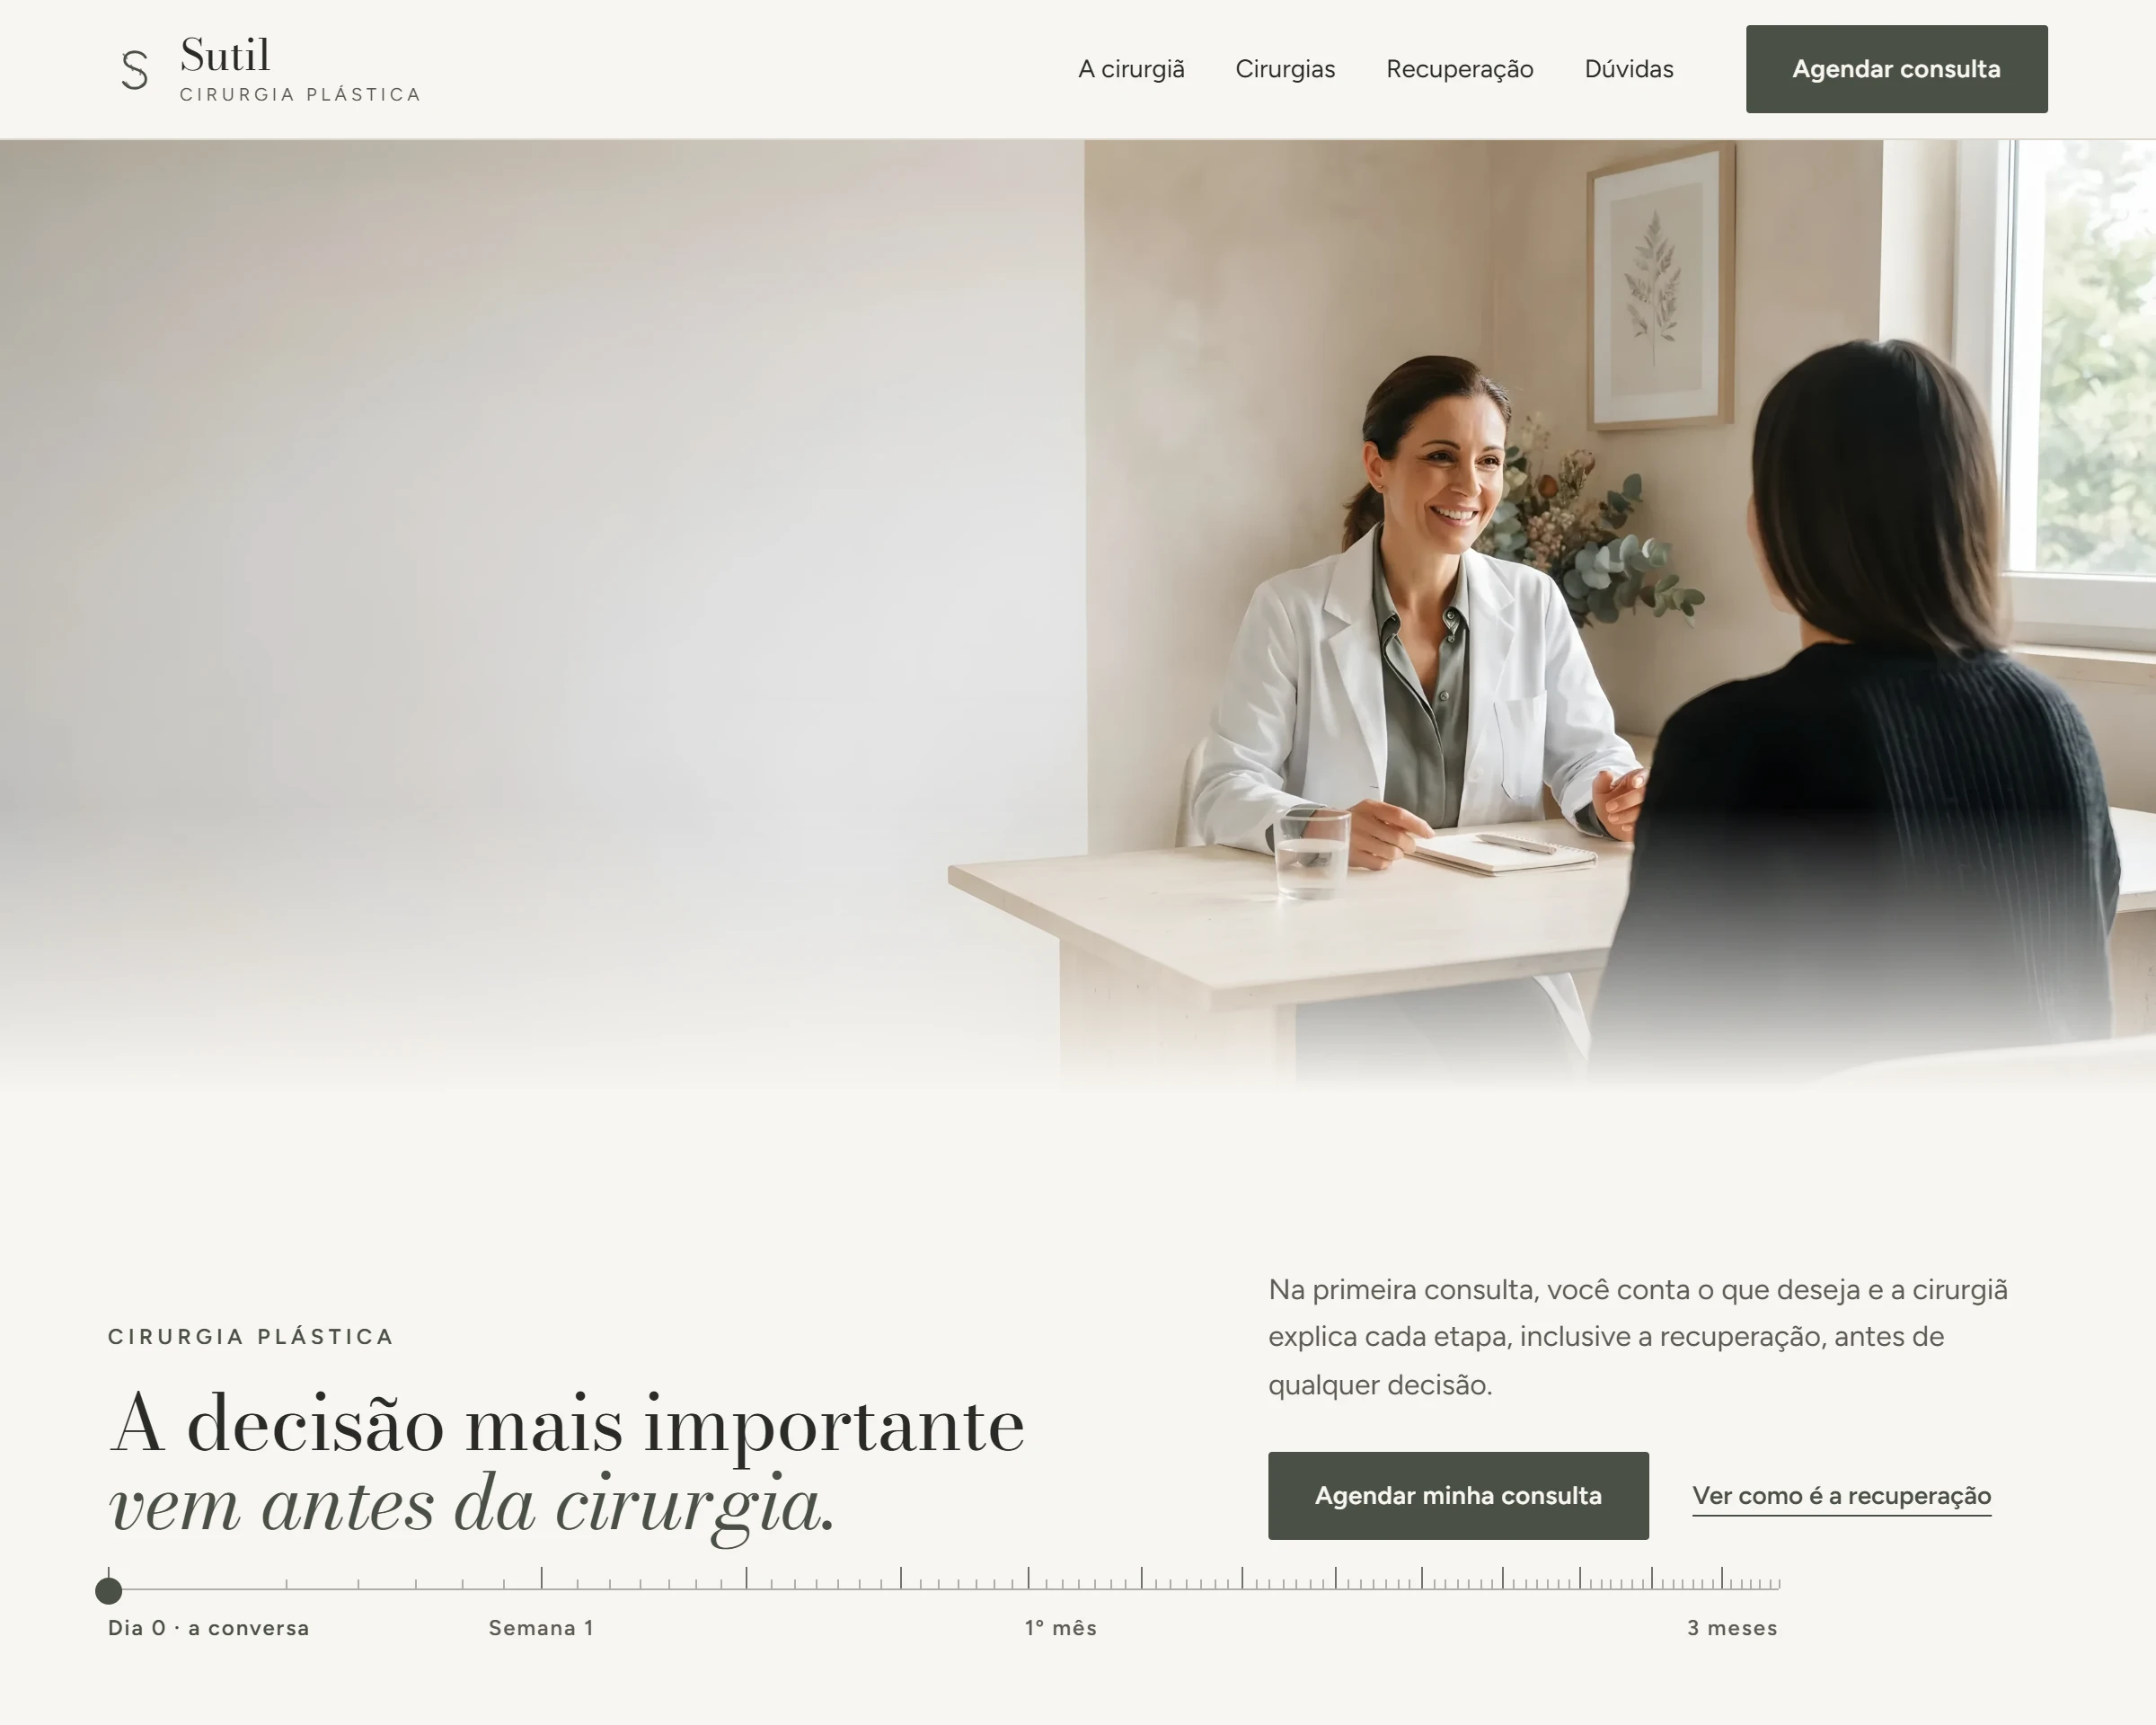 S
Sutil
CIRURGIA PLÁSTICA
A cirurgiã
Cirurgias
Recuperação
Dúvidas
Agendar consulta
CIRURGIA PLÁSTICA
A decisão mais importante
vem antes da cirurgia.
Na primeira consulta, você conta o que deseja e a cirurgiã
explica cada etapa, inclusive a recuperação, antes de
qualquer decisão.
Agendar minha consulta
Ver como é a recuperação
Dia 0 · a conversa
Semana 1
1º mês
3 meses